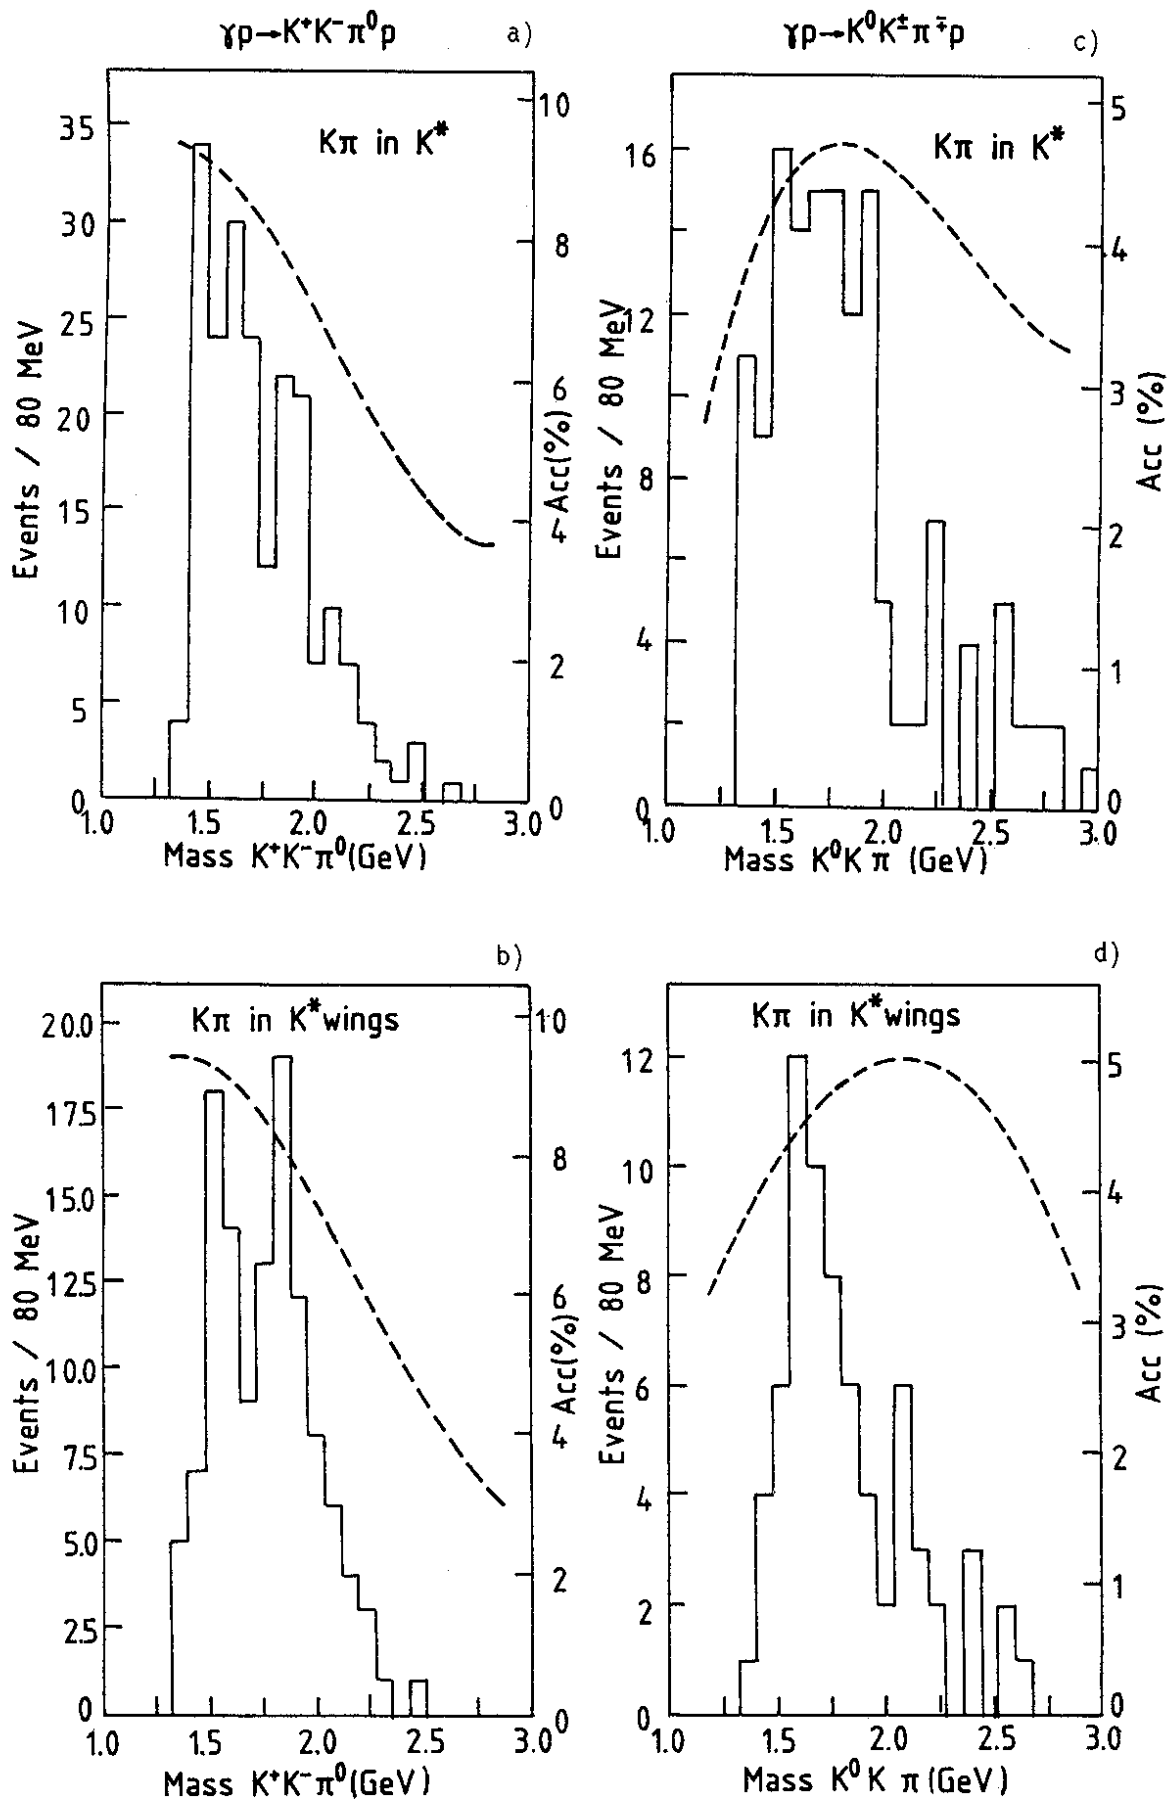 γp→K⁺K⁻π⁰p
a)
Kπ in K*
35
30
25
20
15
10
5
0
10
8
6
4
2
0
Events / 80 MeV
Acc(%)
1.0 1.5 2.0 2.5 3.0
Mass K⁺K⁻π⁰(GeV)
γp→K⁰K±π∓p
c)
Kπ in K*
16
12
8
4
0
5
4
3
2
1
0
Events / 80 MeV
Acc (%)
1.0 1.5 2.0 2.5 3.0
Mass K⁰K π (GeV)
b)
Kπ in K*wings
20.0
17.5
15.0
12.5
10.0
7.5
5.0
2.5
0
10
8
6
4
2
0
Events / 80 MeV
Acc(%)
1.0 1.5 2.0 2.5 3.0
Mass K⁺K⁻π⁰(GeV)
d)
Kπ in K*wings
12
10
8
6
4
2
0
5
4
3
2
1
0
Events / 80 MeV
Acc (%)
1.0 1.5 2.0 2.5 3.0
Mass K⁰K π (GeV)